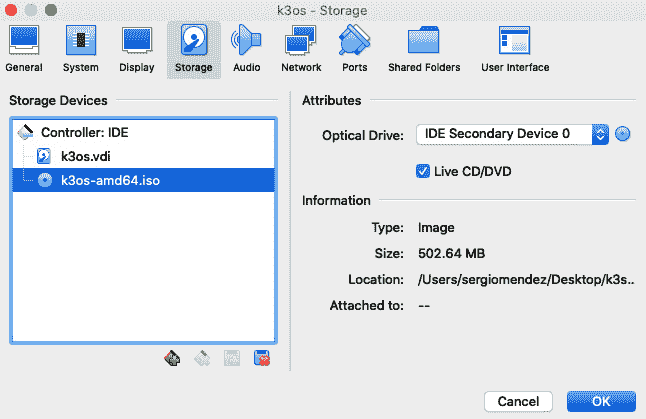 k3os - Storage
General System Display Storage Audio Network Ports Shared Folders User Interface
Storage Devices
Controller: IDE
k3os.vdi
k3os-amd64.iso
Attributes
Optical Drive: IDE Secondary Device 0
Live CD/DVD
Information
Type: Image
Size: 502.64 MB
Location: /Users/sergiomendez/Desktop/k3s..
Attached to: --
Cancel OK